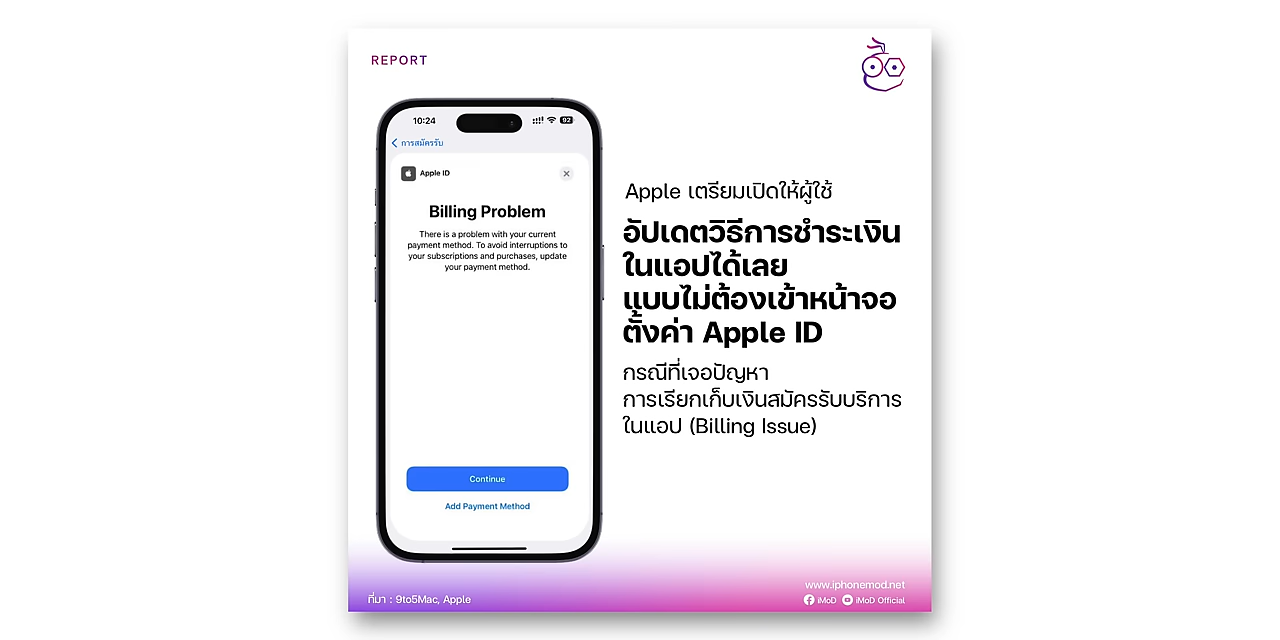 REPORT
10:24
92
การสมัครรับ
Apple ID
Billing Problem
There is a problem with your current
payment method. To avoid interruptions to
your subscriptions and purchases, update
your payment method.
Continue
Add Payment Method
Apple เตรียมเปิดให้ผู้ใช้
อัปเดตวิธีการชำระเงิน
ในแอปได้เลย
แบบไม่ต้องเข้าหน้าจอ
ตั้งค่า Apple ID
กรณีที่เจอปัญหา
การเรียกเก็บเงินสมัครรับบริการ
ในแอป (Billing Issue)
ที่มา : 9to5Mac, Apple
www.iphonemod.net
iMoD iMoD Official